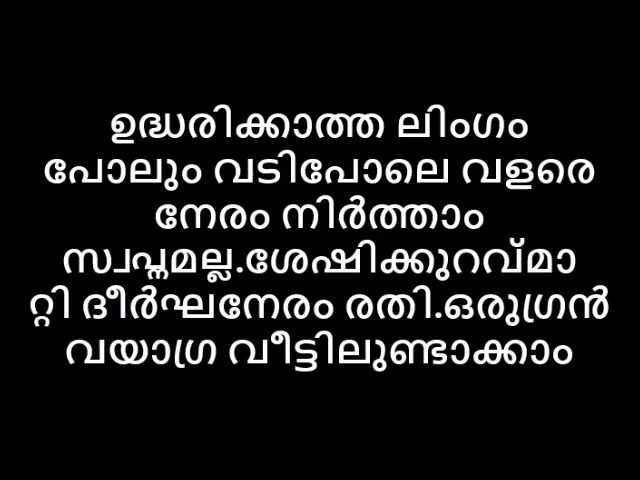 ഉദ്ധരിക്കാത്ത ലിംഗം
പോലും വടിപോലെ വളരെ
നേരം നിർത്താം
സ്വപ്നമല്ല.ശേഷിക്കുറവ്മാ
റ്റി ദീർഘനേരം രതി.ഒരുഗ്രൻ
വയാഗ്ര വീട്ടിലുണ്ടാക്കാം